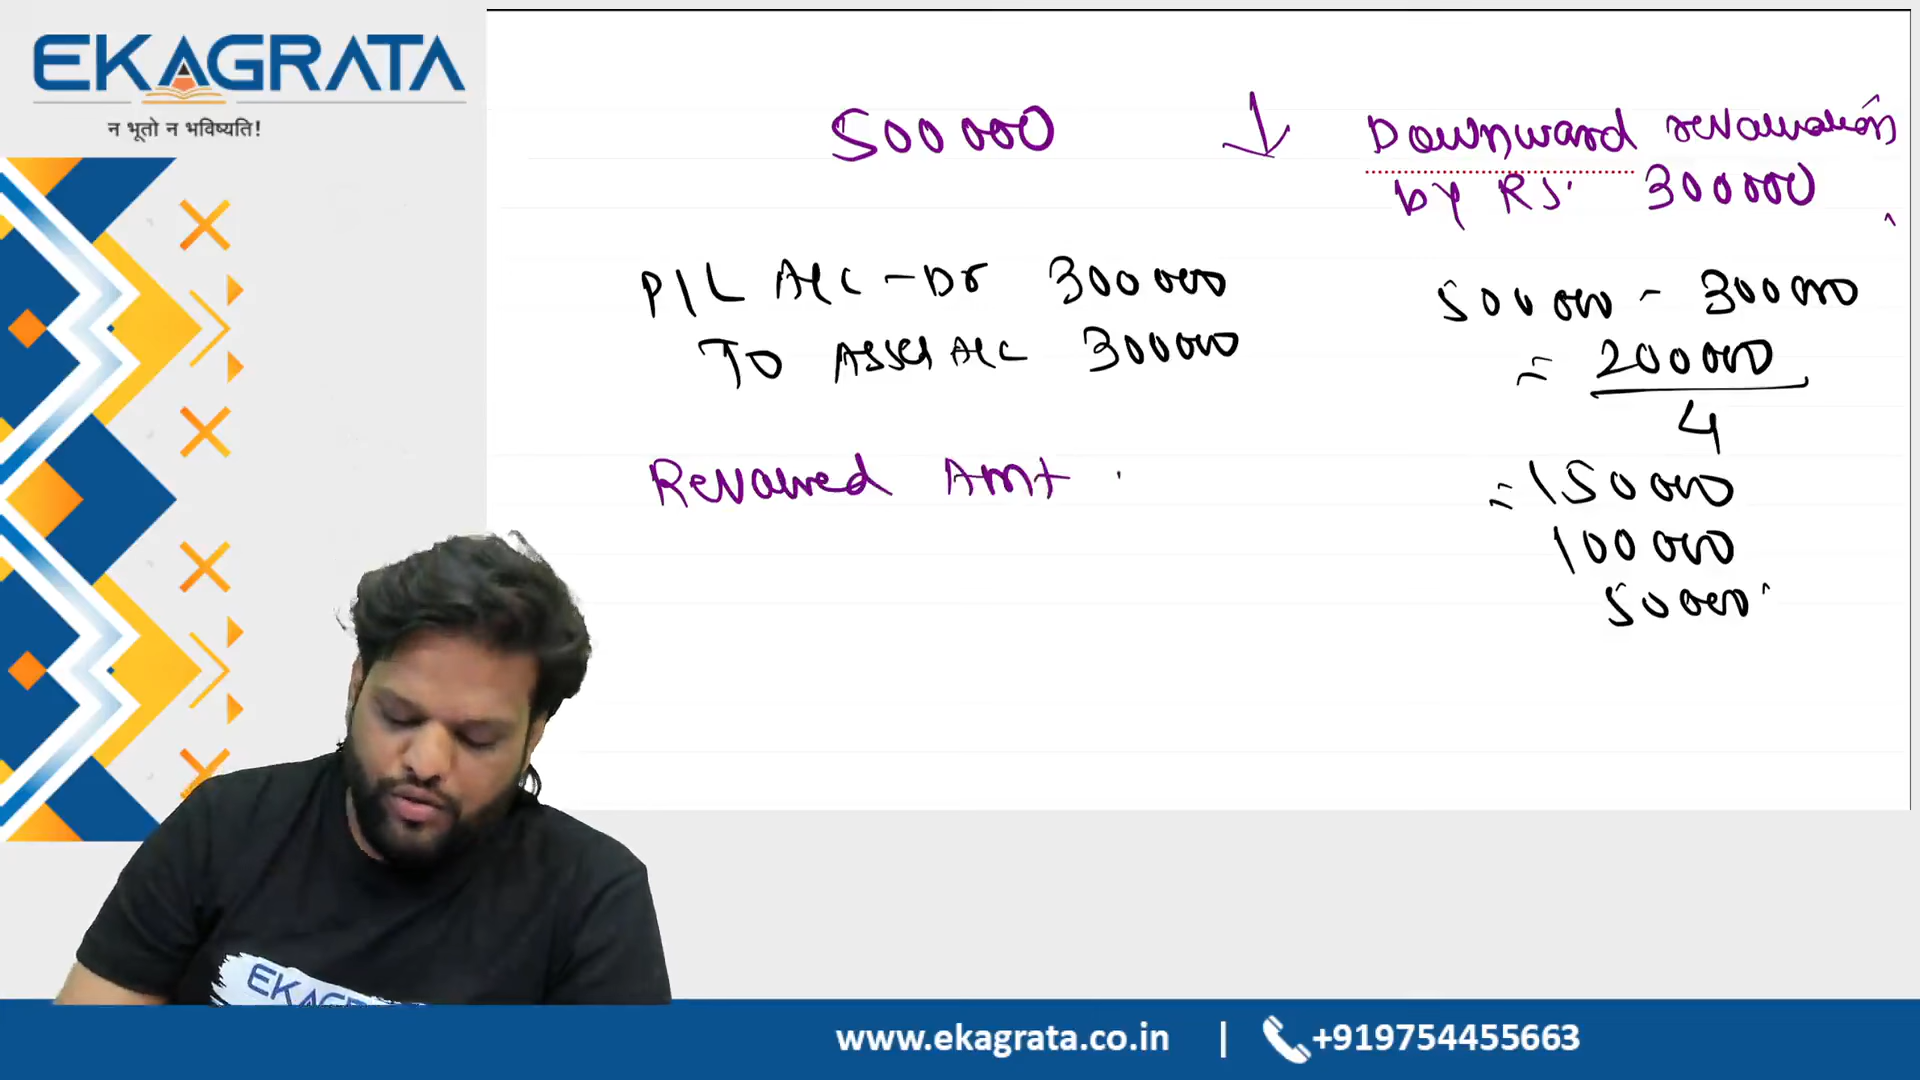 EKAGRATA
न भूतो न भविष्यति!
500000 ↓ Downward revaluation
by RS. 300000
P/L A/C - Dr 300000
To Asset A/C 300000
500000 - 300000
= 200000
4
= 150000
100000
50000
Revalued Amt
EKAGRATA
www.ekagrata.co.in | +919754455663